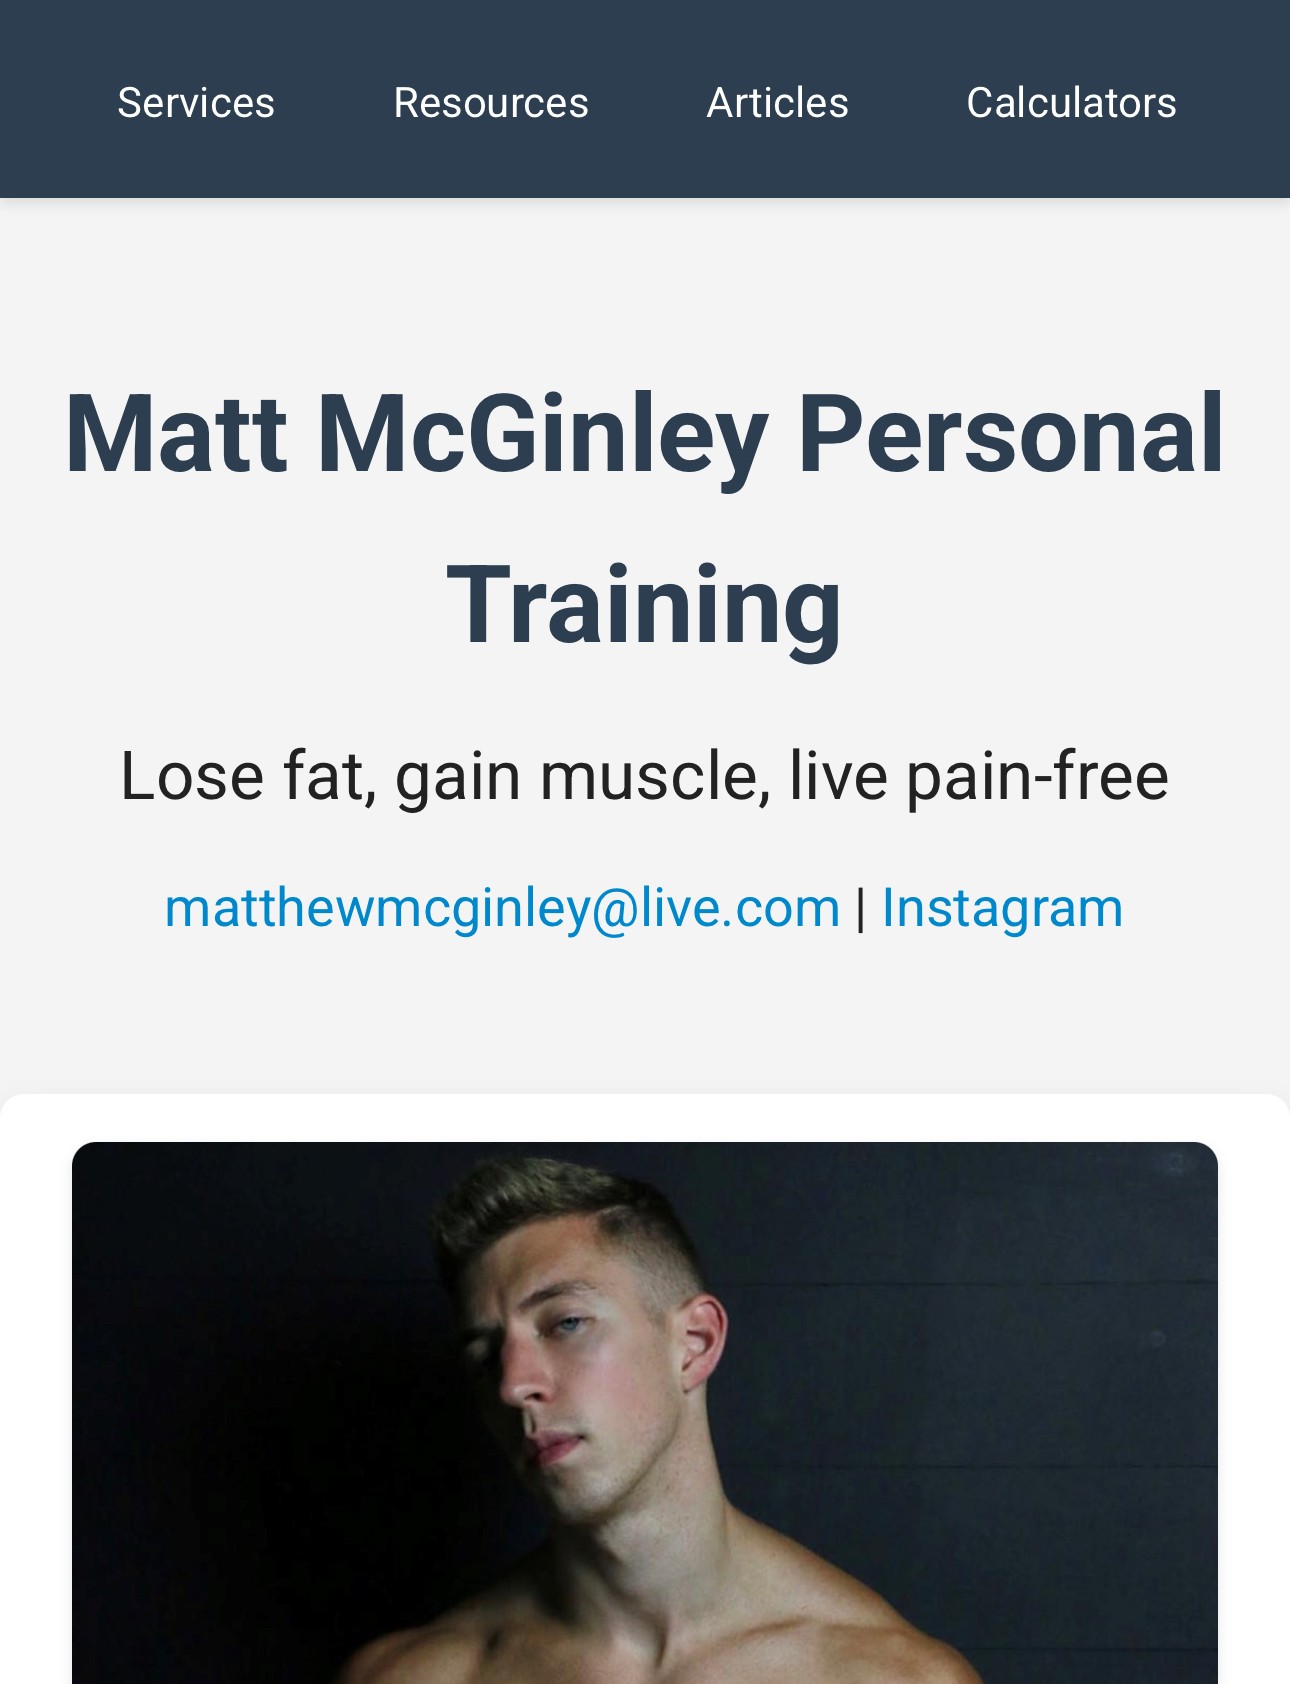 Services Resources Articles Calculators
Matt McGinley Personal
Training
Lose fat, gain muscle, live pain-free
matthewmcginley@live.com | Instagram